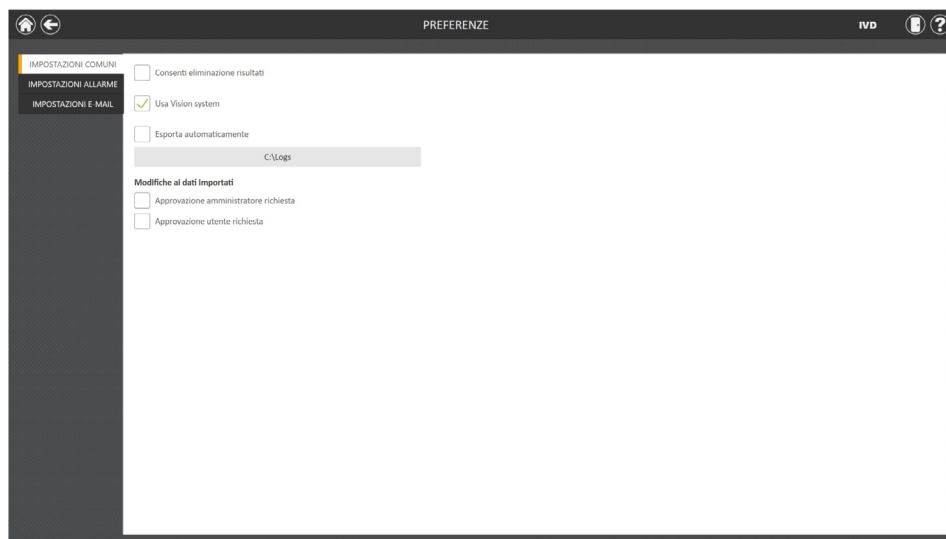 PREFERENZE
IVD
?
IMPOSTAZIONI COMUNI
IMPOSTAZIONI ALLARME
IMPOSTAZIONI E-MAIL
Consenti eliminazione risultati
Usa Vision system
Esporta automaticamente
C:\Logs
Modifiche ai dati importati
Approvazione amministratore richiesta
Approvazione utente richiesta